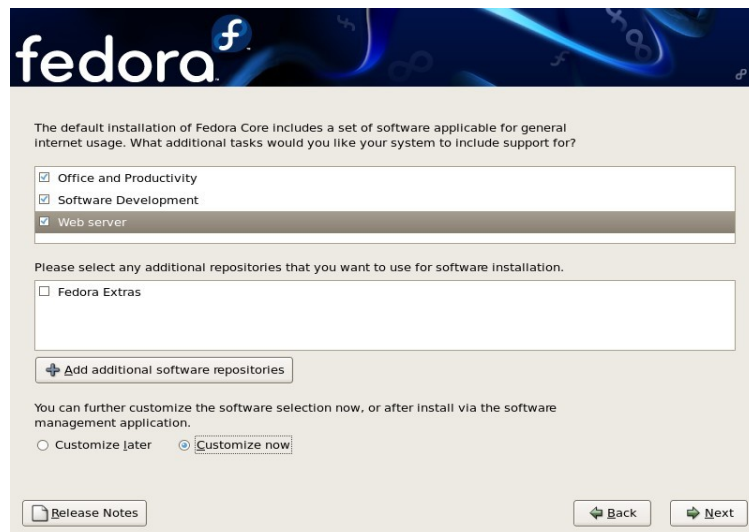 fedora
The default installation of Fedora Core includes a set of software applicable for general
internet usage. What additional tasks would you like your system to include support for?
Office and Productivity
Software Development
Web server
Please select any additional repositories that you want to use for software installation.
Fedora Extras
Add additional software repositories
You can further customize the software selection now, or after install via the software
management application.
Customize later Customize now
Release Notes Back Next